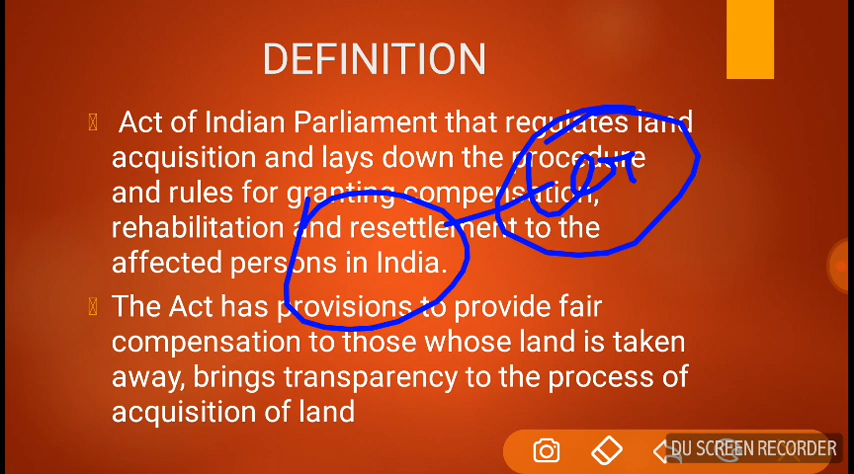 DEFINITION
Act of Indian Parliament that regulates land
acquisition and lays down the procedure
and rules for granting compensation,
rehabilitation and resettlement to the
affected persons in India.
The Act has provisions to provide fair
compensation to those whose land is taken
away, brings transparency to the process of
acquisition of land
DU SCREEN RECORDER